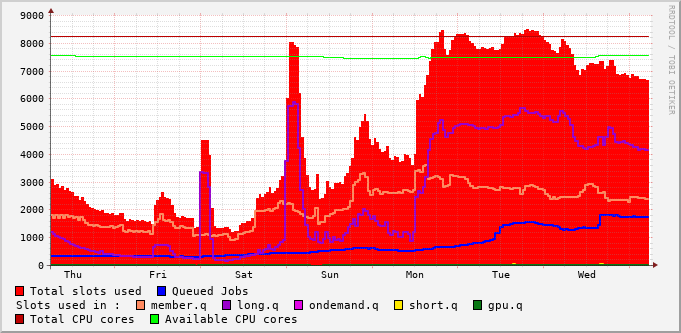 9000
8000
7000
6000
5000
4000
3000
2000
1000
0
Thu Fri Sat Sun Mon Tue Wed
RRDTOOL / TOBI OETIKER
Total slots used Queued Jobs
Slots used in : member.q long.q ondemand.q short.q gpu.q
Total CPU cores Available CPU cores